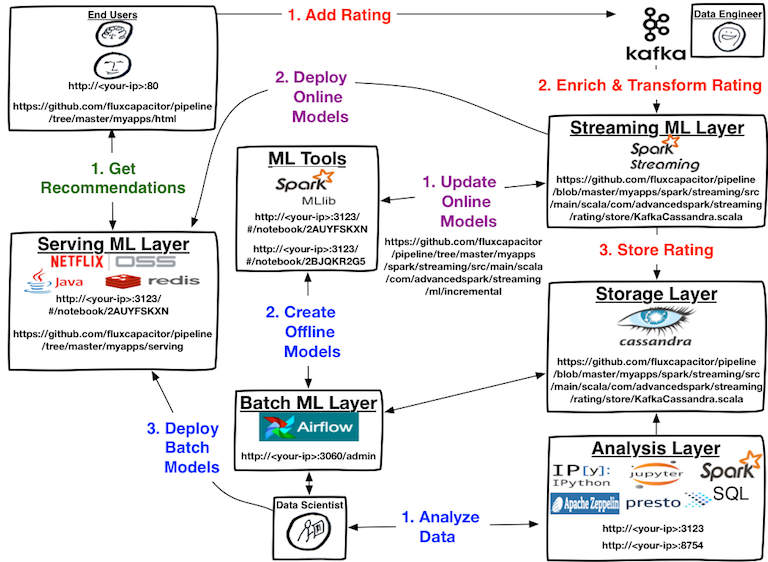 End Users
http://<your-ip>:80
https://github.com/fluxcapacitor/pipeline
/tree/master/myapps/html
1. Add Rating
kafka
Data Engineer
2. Enrich & Transform Rating
2. Deploy
Online
Models
1. Get
Recommendations
ML Tools
Spark
MLlib
http://<your-ip>:3123/
#/notebook/2AUYFSKXN
http://<your-ip>:3123/
#/notebook/2BJQKR2G5
1. Update
Online
Models
https://github.com/fluxcapacitor
/pipeline/tree/master/myapps
/spark/streaming/src/main/scala
/com/advancedspark/streaming
/ml/incremental
Streaming ML Layer
Spark
Streaming
https://github.com/fluxcapacitor/pipeline
/blob/master/myapps/spark/streaming/src
/main/scala/com/advancedspark/streaming
/rating/store/KafkaCassandra.scala
3. Store Rating
Serving ML Layer
NETFLIX OSS
Java redis
http://<your-ip>:3123/
#/notebook/2AUYFSKXN
https://github.com/fluxcapacitor/pipeline
/tree/master/myapps/serving
2. Create
Offline
Models
Storage Layer
cassandra
https://github.com/fluxcapacitor/pipeline
/blob/master/myapps/spark/streaming/src
/main/scala/com/advancedspark/streaming
/rating/store/KafkaCassandra.scala
3. Deploy
Batch
Models
Batch ML Layer
Airflow
http://<your-ip>:3060/admin
Data Scientist
1. Analyze
Data
Analysis Layer
IP[y]:
IPython
jupyter
Spark
SQL
Apache Zeppelin
presto
http://<your-ip>:3123
http://<your-ip>:8754